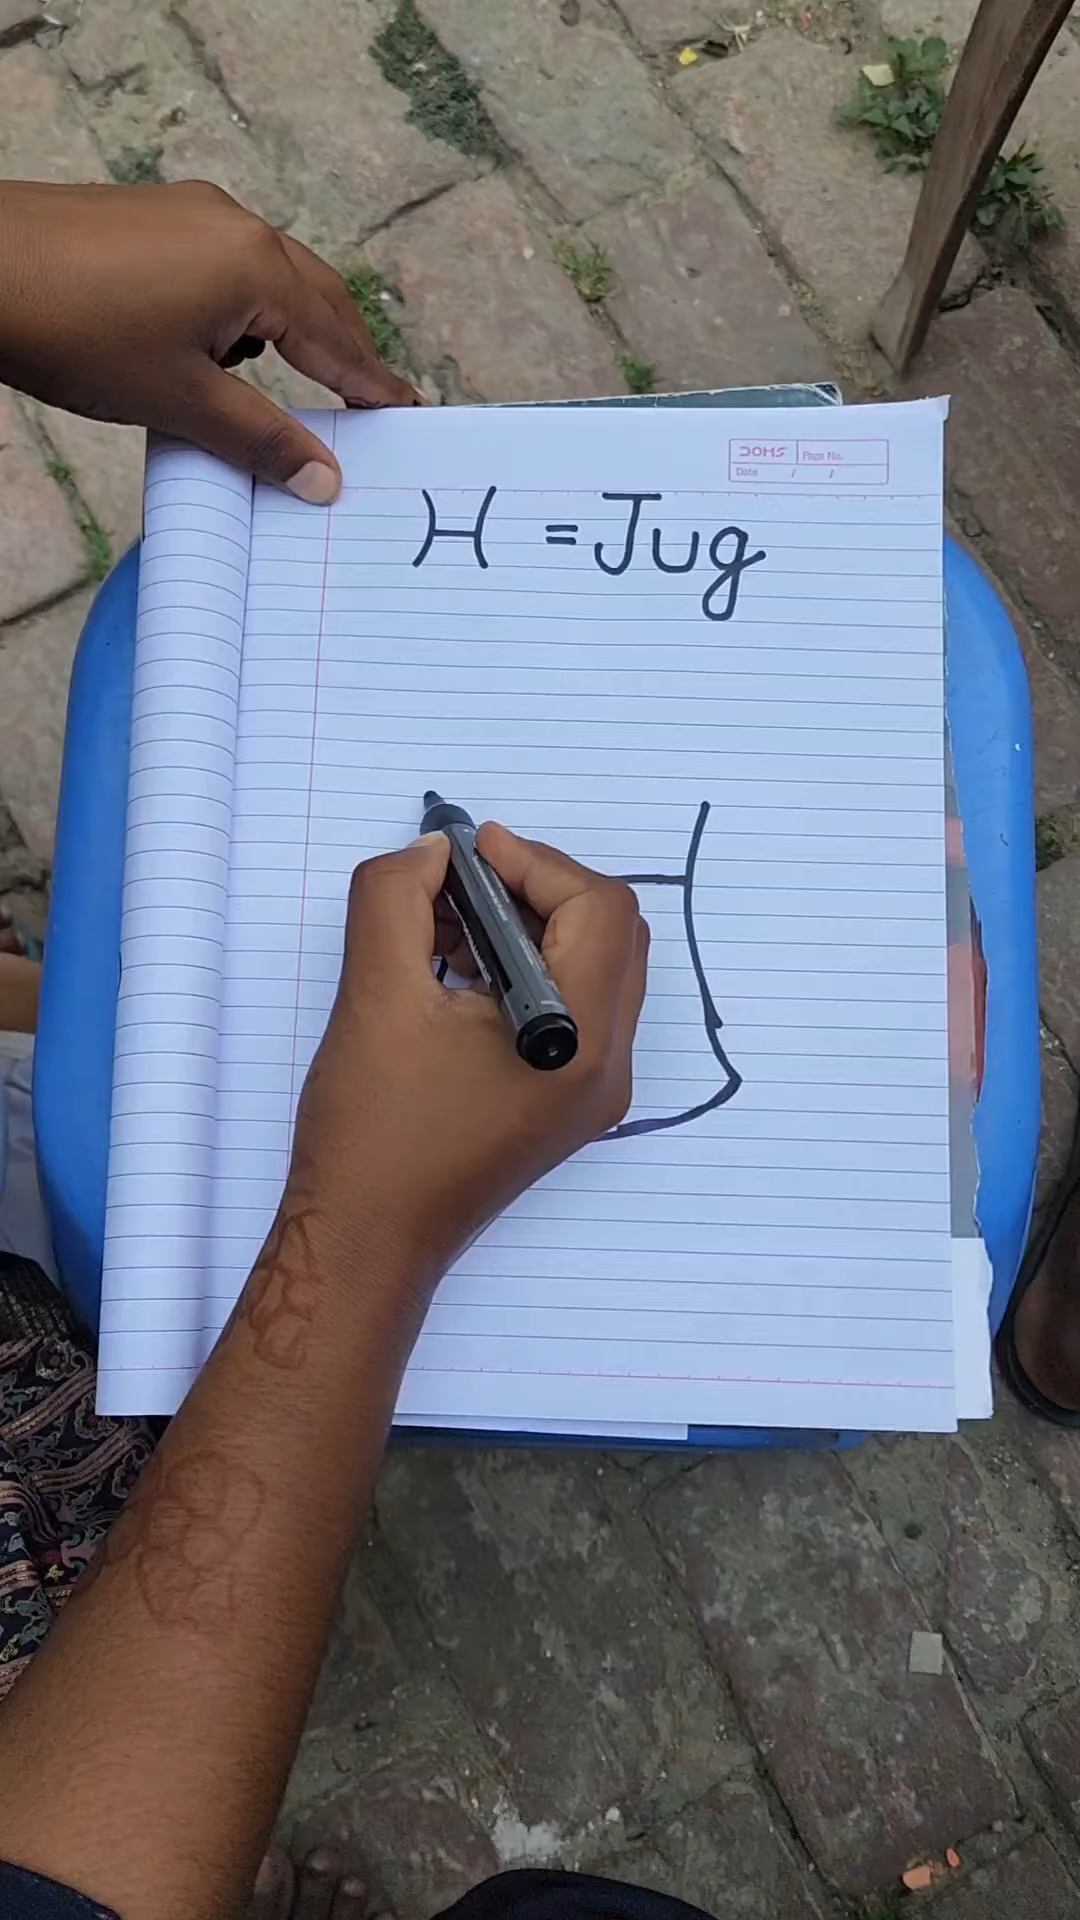 DOMS Page No.
Date / /
H = Jug